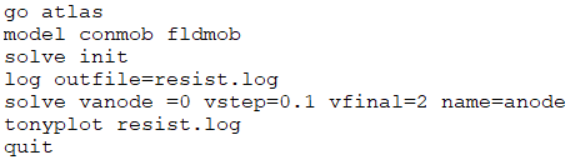 go atlas
model conmob fldmob
solve init
log outfile=resist.log
solve vanode =0 vstep=0.1 vfinal=2 name=anode
tonyplot resist.log
quit